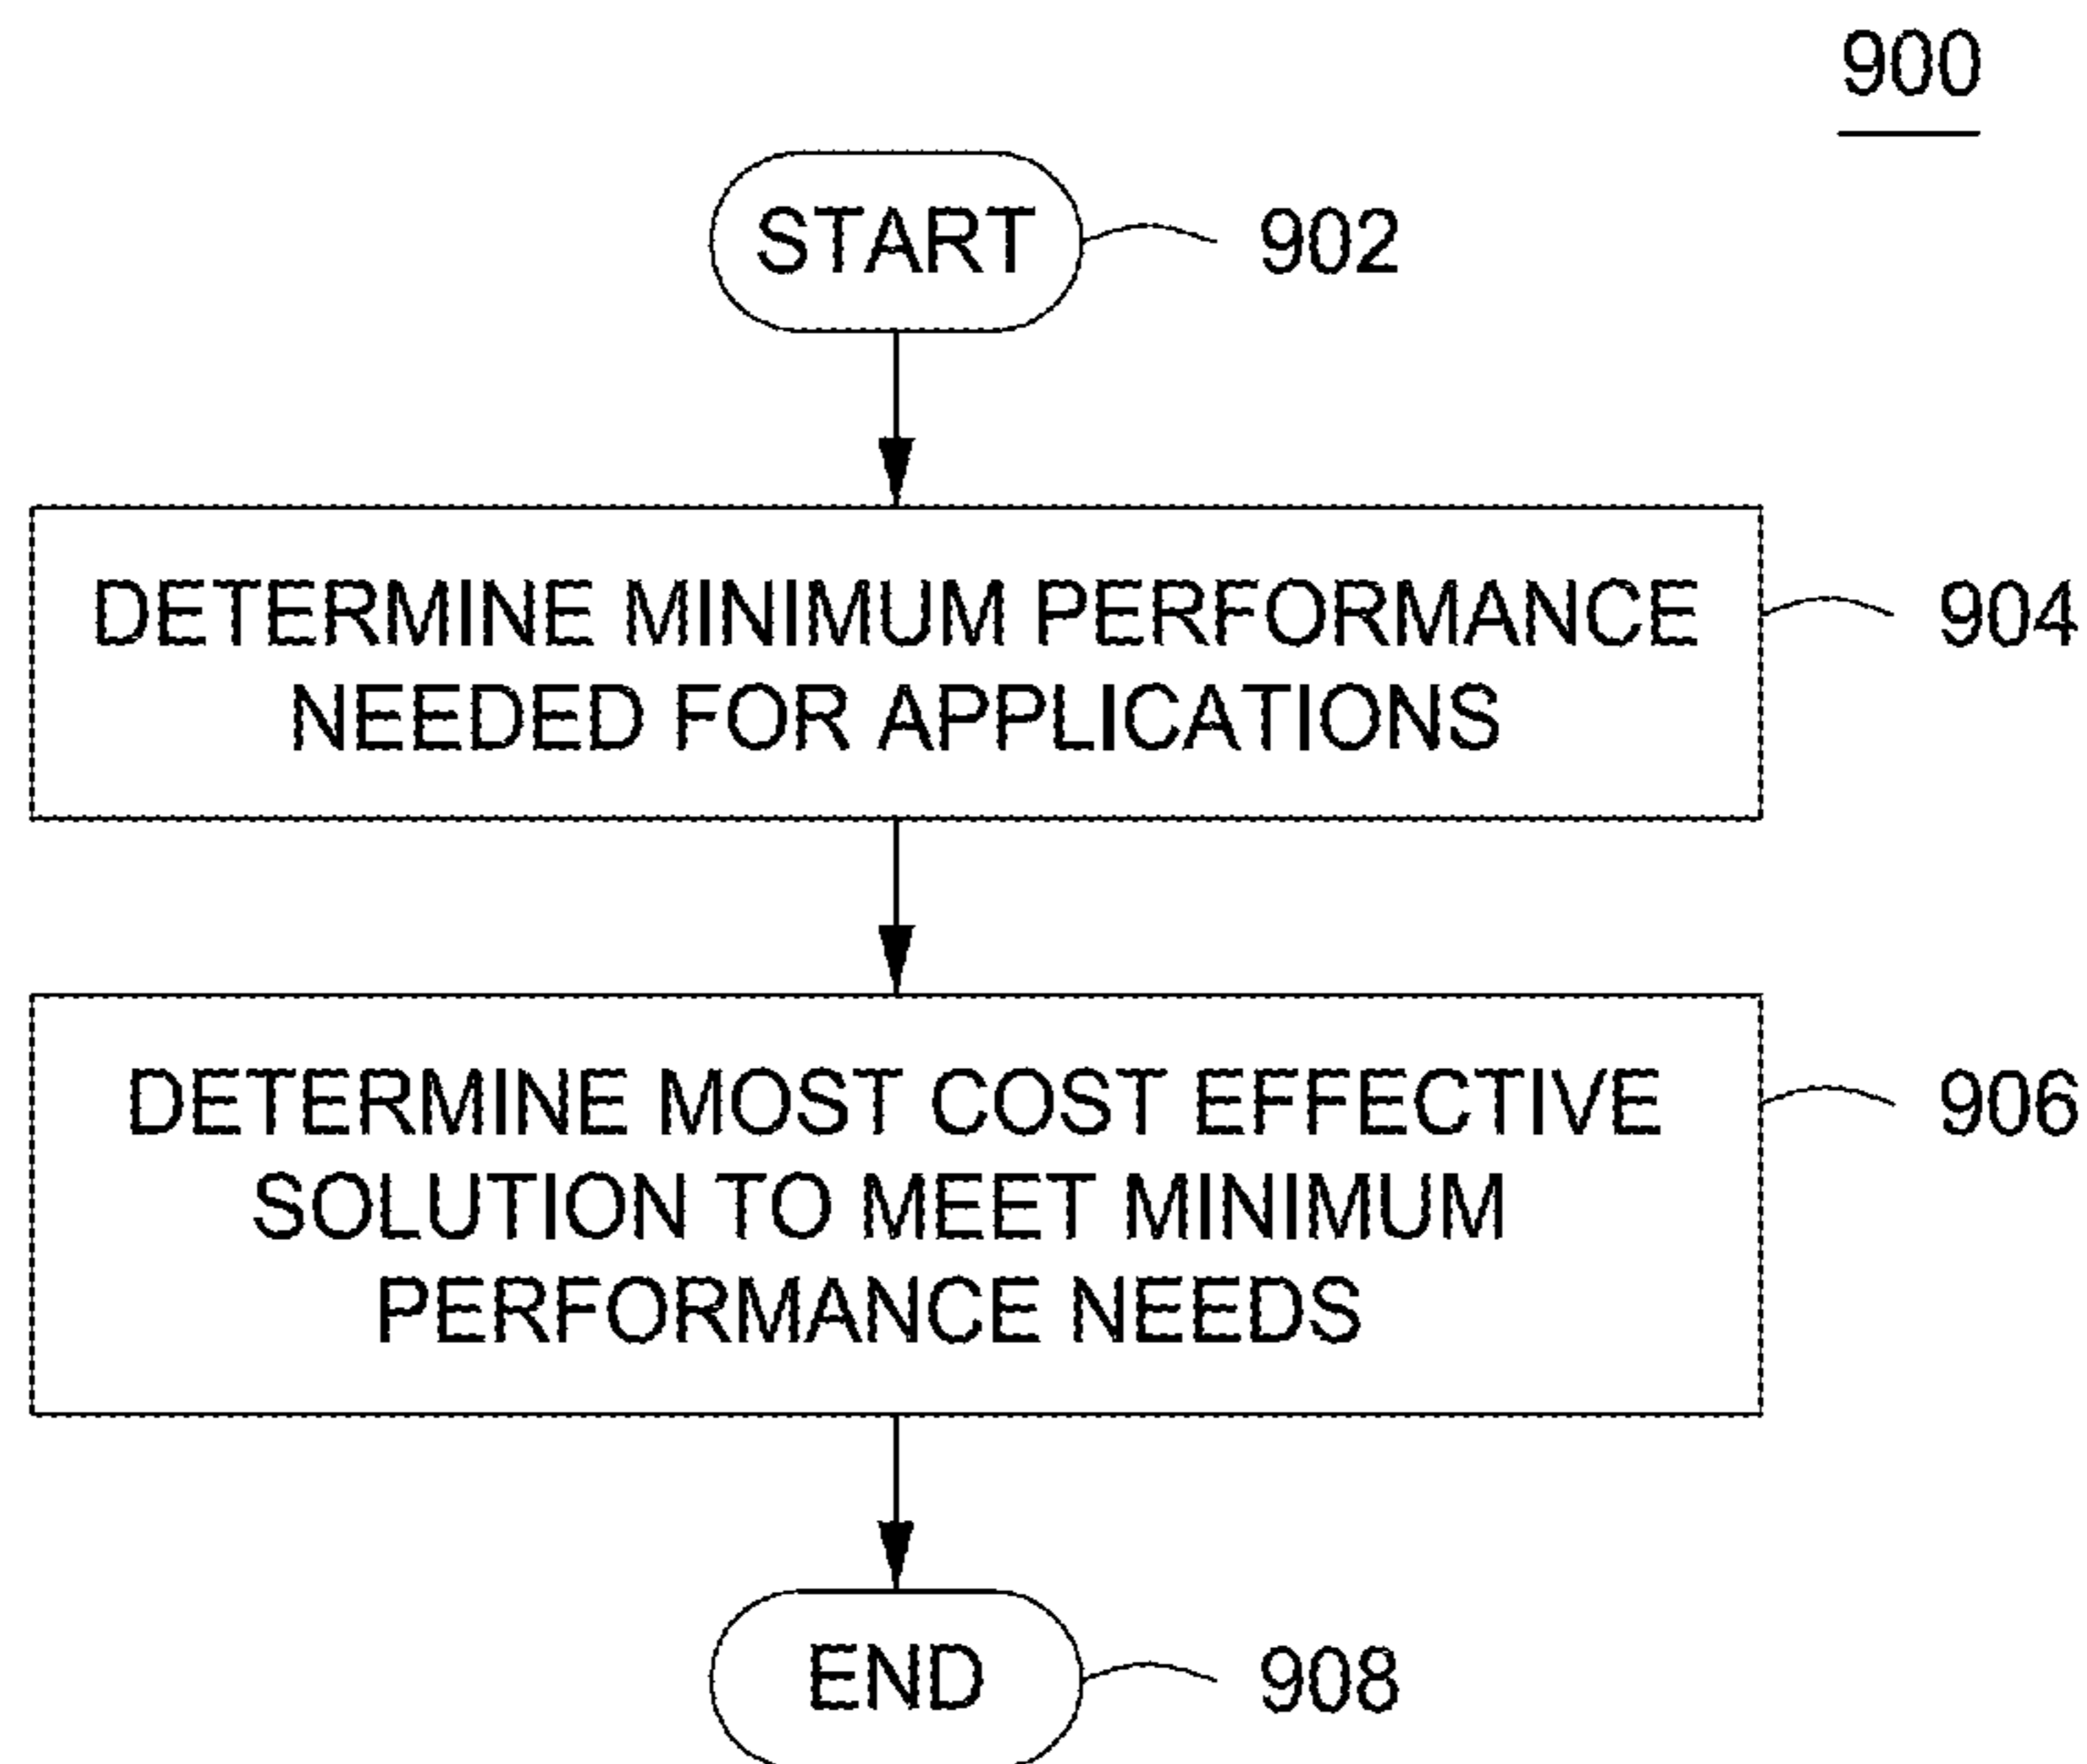 900
START
902
DETERMINE MINIMUM PERFORMANCE
NEEDED FOR APPLICATIONS
904
DETERMINE MOST COST EFFECTIVE
SOLUTION TO MEET MINIMUM
PERFORMANCE NEEDS
906
END
908